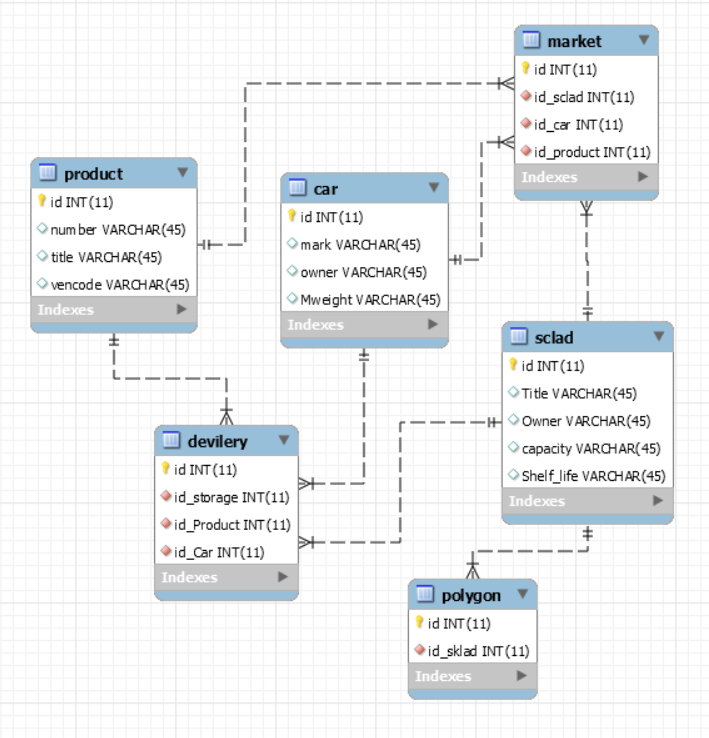 market
id INT(11)
id_sclad INT(11)
id_car INT(11)
id_product INT(11)
Indexes
product
id INT(11)
number VARCHAR(45)
title VARCHAR(45)
vencode VARCHAR(45)
Indexes
car
id INT(11)
mark VARCHAR(45)
owner VARCHAR(45)
Mweight VARCHAR(45)
Indexes
sclad
id INT(11)
Title VARCHAR(45)
Owner VARCHAR(45)
capacity VARCHAR(45)
Shelf_life VARCHAR(45)
Indexes
devilery
id INT(11)
id_storage INT(11)
id_Product INT(11)
id_Car INT(11)
Indexes
polygon
id INT(11)
id_sklad INT(11)
Indexes